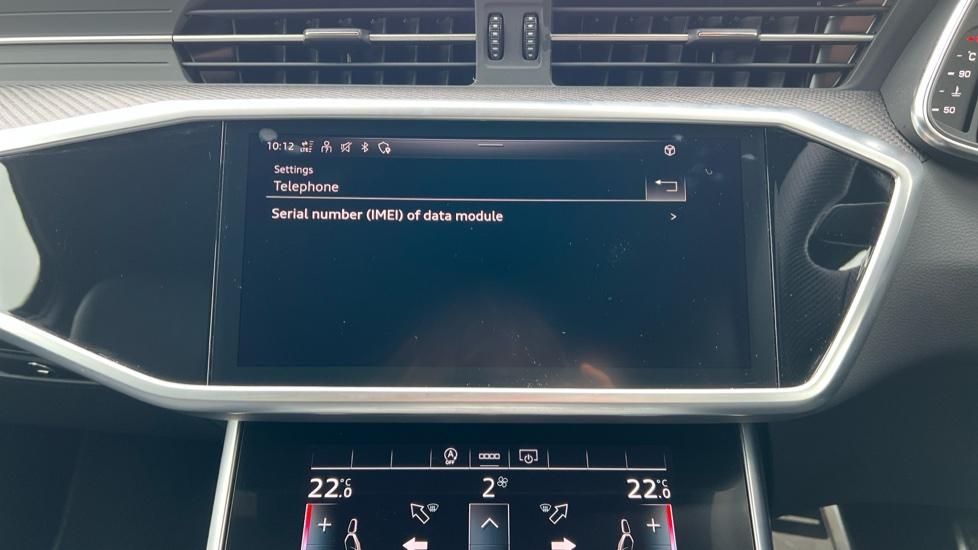 10:12 LTE
Settings
Telephone
Serial number (IMEI) of data module >
°C
90
50
A
OFF
22.0 °C 2 22.0 °C
+ +